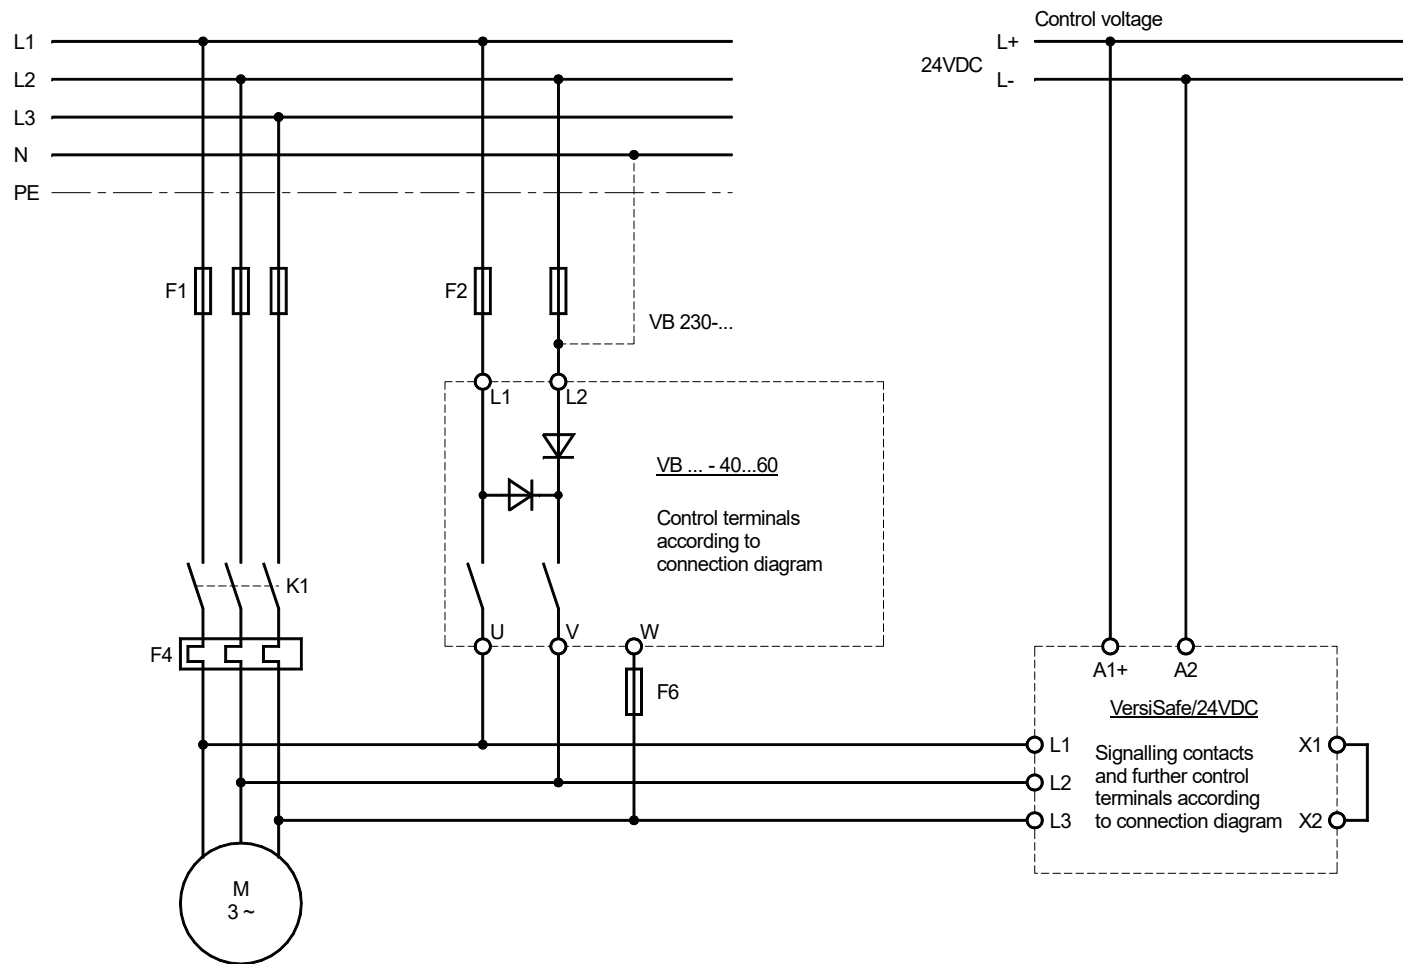 Control voltage
L1
L+
24VDC
L2
L-
L3
N
PE
F1
F2
VB 230-...
L1
L2
VB ... - 40...60
Control terminals
according to
connection diagram
K1
U
V
W
F4
F6
A1+
A2
VersiSafe/24VDC
L1
Signalling contacts
X1
and further control
L2
terminals according
L3
to connection diagram
X2
M
3 ~